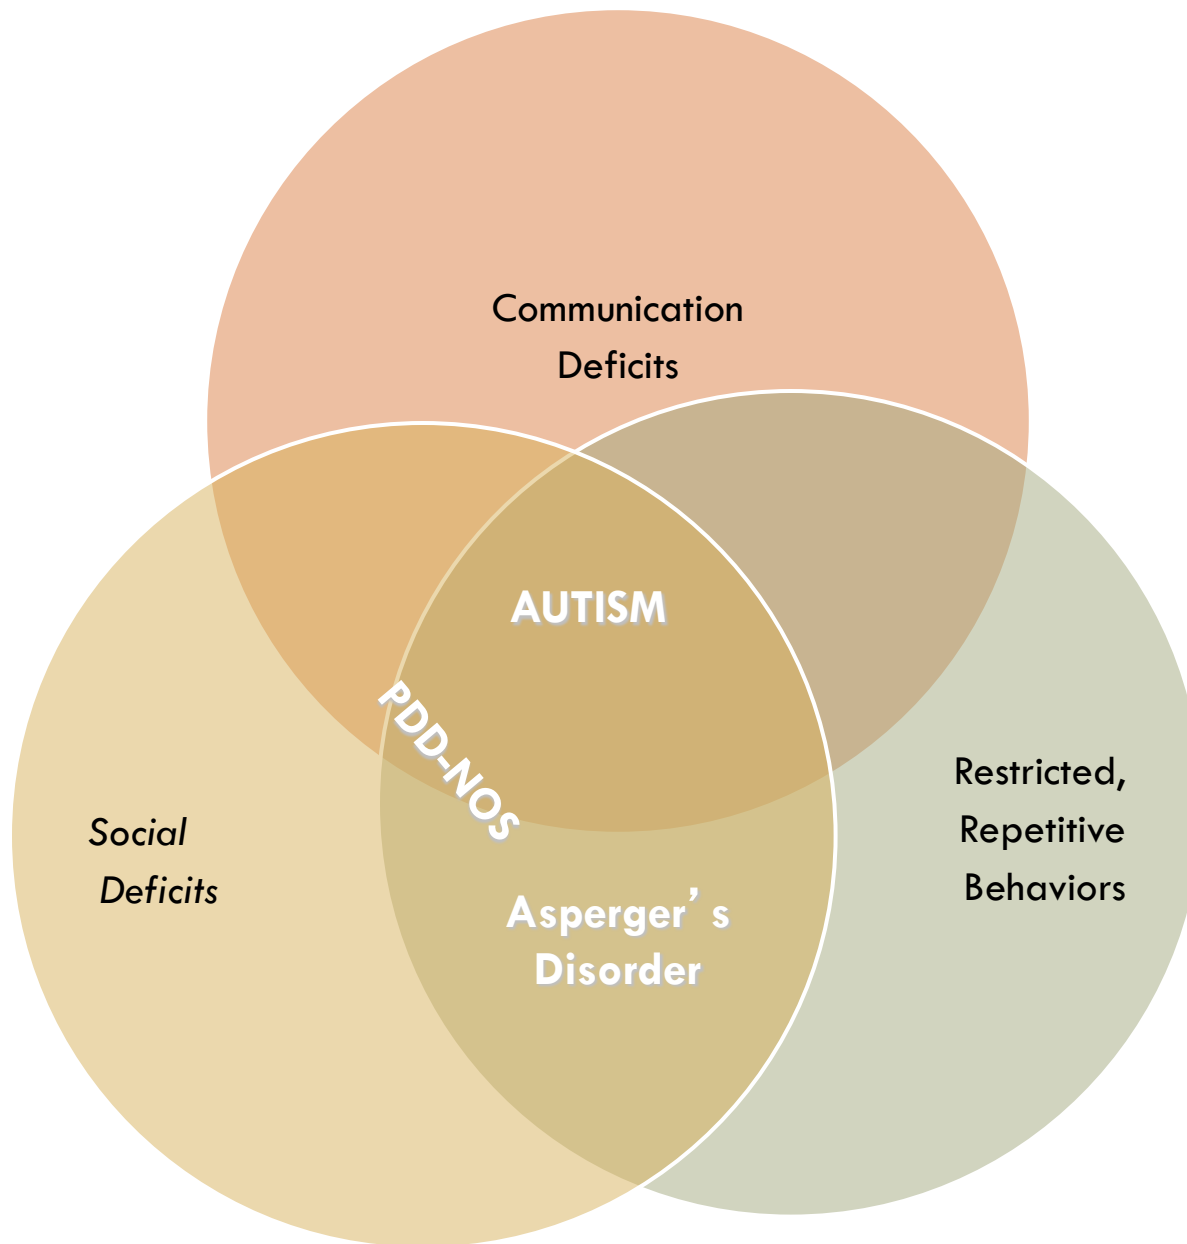 Communication
Deficits
AUTISM
PDD-NOS
Social
Deficits
Restricted,
Repetitive
Behaviors
Asperger’s
Disorder